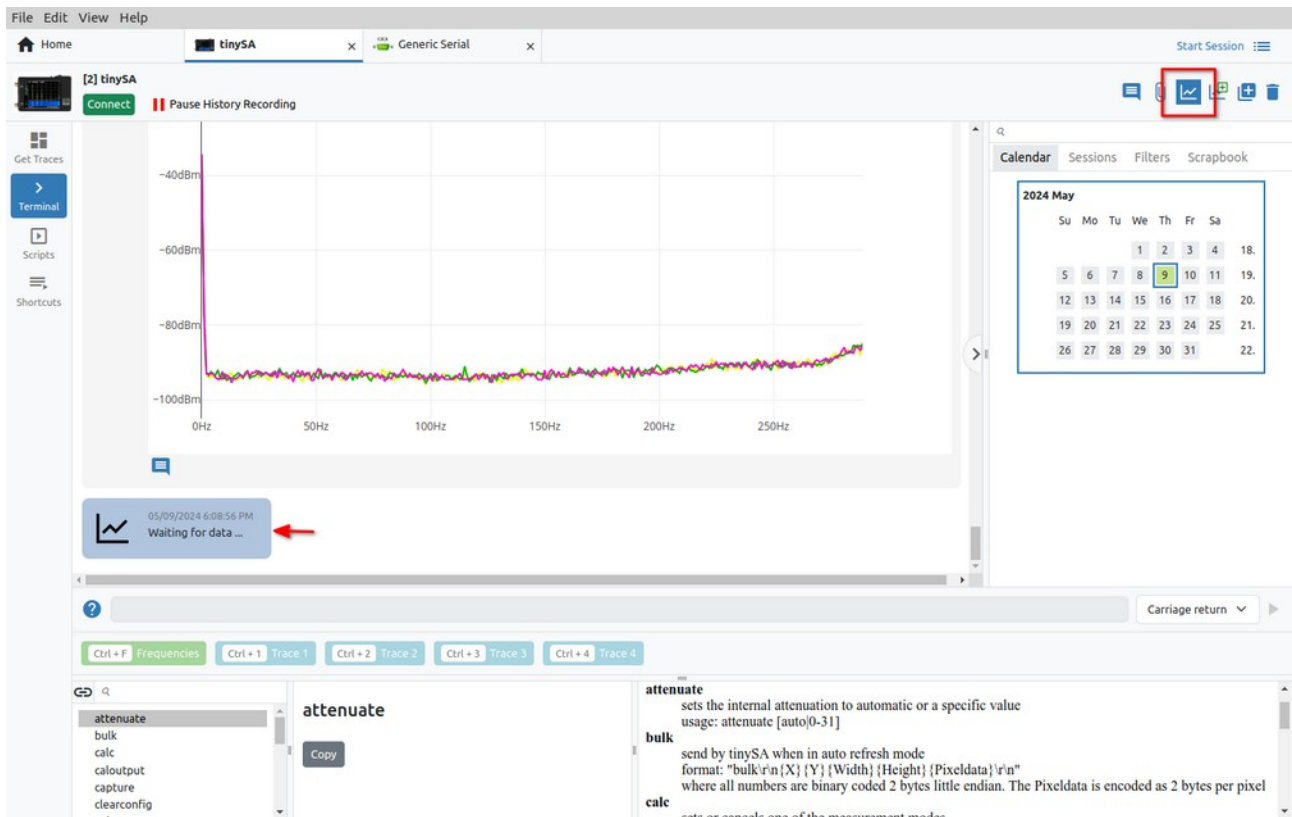 File Edit View Help
Home
tinySA x
Generic Serial x
Start Session
[2] tinySA
Connect
Pause History Recording
Get Traces
Terminal
Scripts
Shortcuts
−40dBm
−60dBm
−80dBm
−100dBm
0Hz 50Hz 100Hz 150Hz 200Hz 250Hz
05/09/2024 6:08:56 PM
Waiting for data ...
Calendar Sessions Filters Scrapbook
2024 May
Su Mo Tu We Th Fr Sa
1 2 3 4 18.
5 6 7 8 9 10 11 19.
12 13 14 15 16 17 18 20.
19 20 21 22 23 24 25 21.
26 27 28 29 30 31 22.
Carriage return
Ctrl + F Frequencies
Ctrl + 1 Trace 1
Ctrl + 2 Trace 2
Ctrl + 3 Trace 3
Ctrl + 4 Trace 4
attenuate
bulk
calc
caloutput
capture
clearconfig
attenuate
Copy
attenuate
sets the internal attenuation to automatic or a specific value
usage: attenuate [auto|0-31]
bulk
send by tinySA when in auto refresh mode
format: "bulk\r\n{X}{Y}{Width}{Height}{Pixeldata}\r\n"
where all numbers are binary coded 2 bytes little endian. The Pixeldata is encoded as 2 bytes per pixel
calc
sets or cancels one of the measurement modes